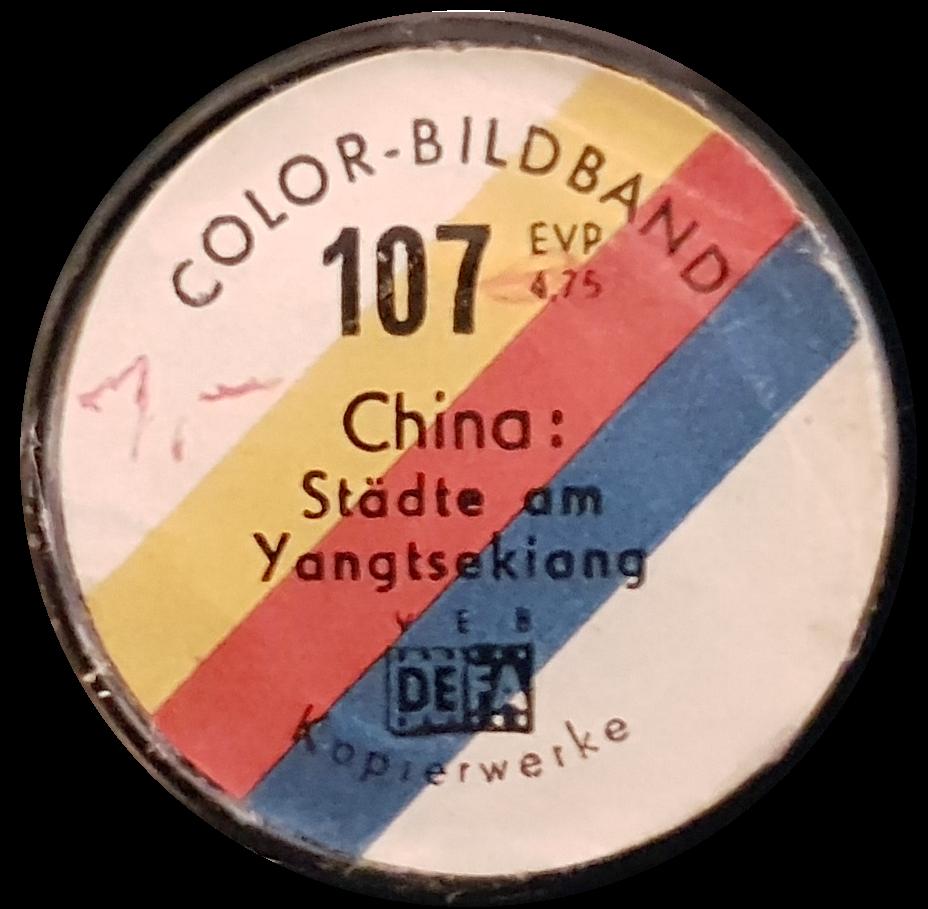 COLOR-BILDBAND
107 EVP
4,75
China:
Städte am
Yangtsekiang
VEB
DEFA
Kopierwerke